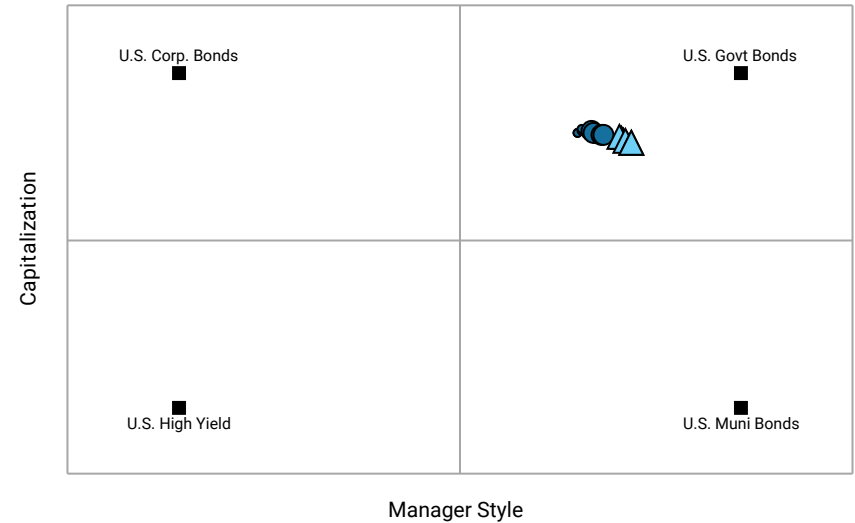 U.S. Corp. Bonds
U.S. Govt Bonds
Capitalization
U.S. High Yield
U.S. Muni Bonds
Manager Style